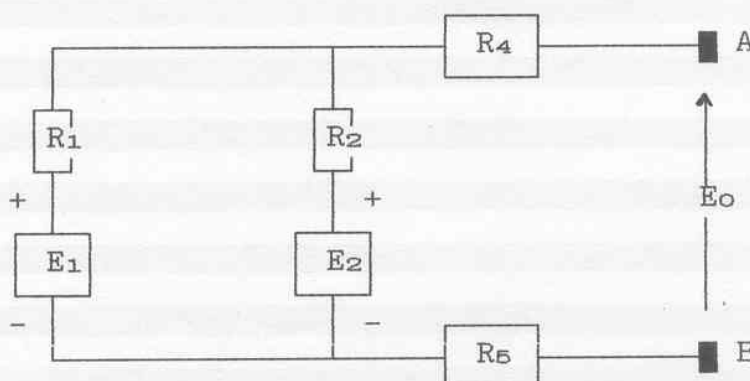 R4 A
R1 R2
+ + Eo
E1 E2
- -
R5 B